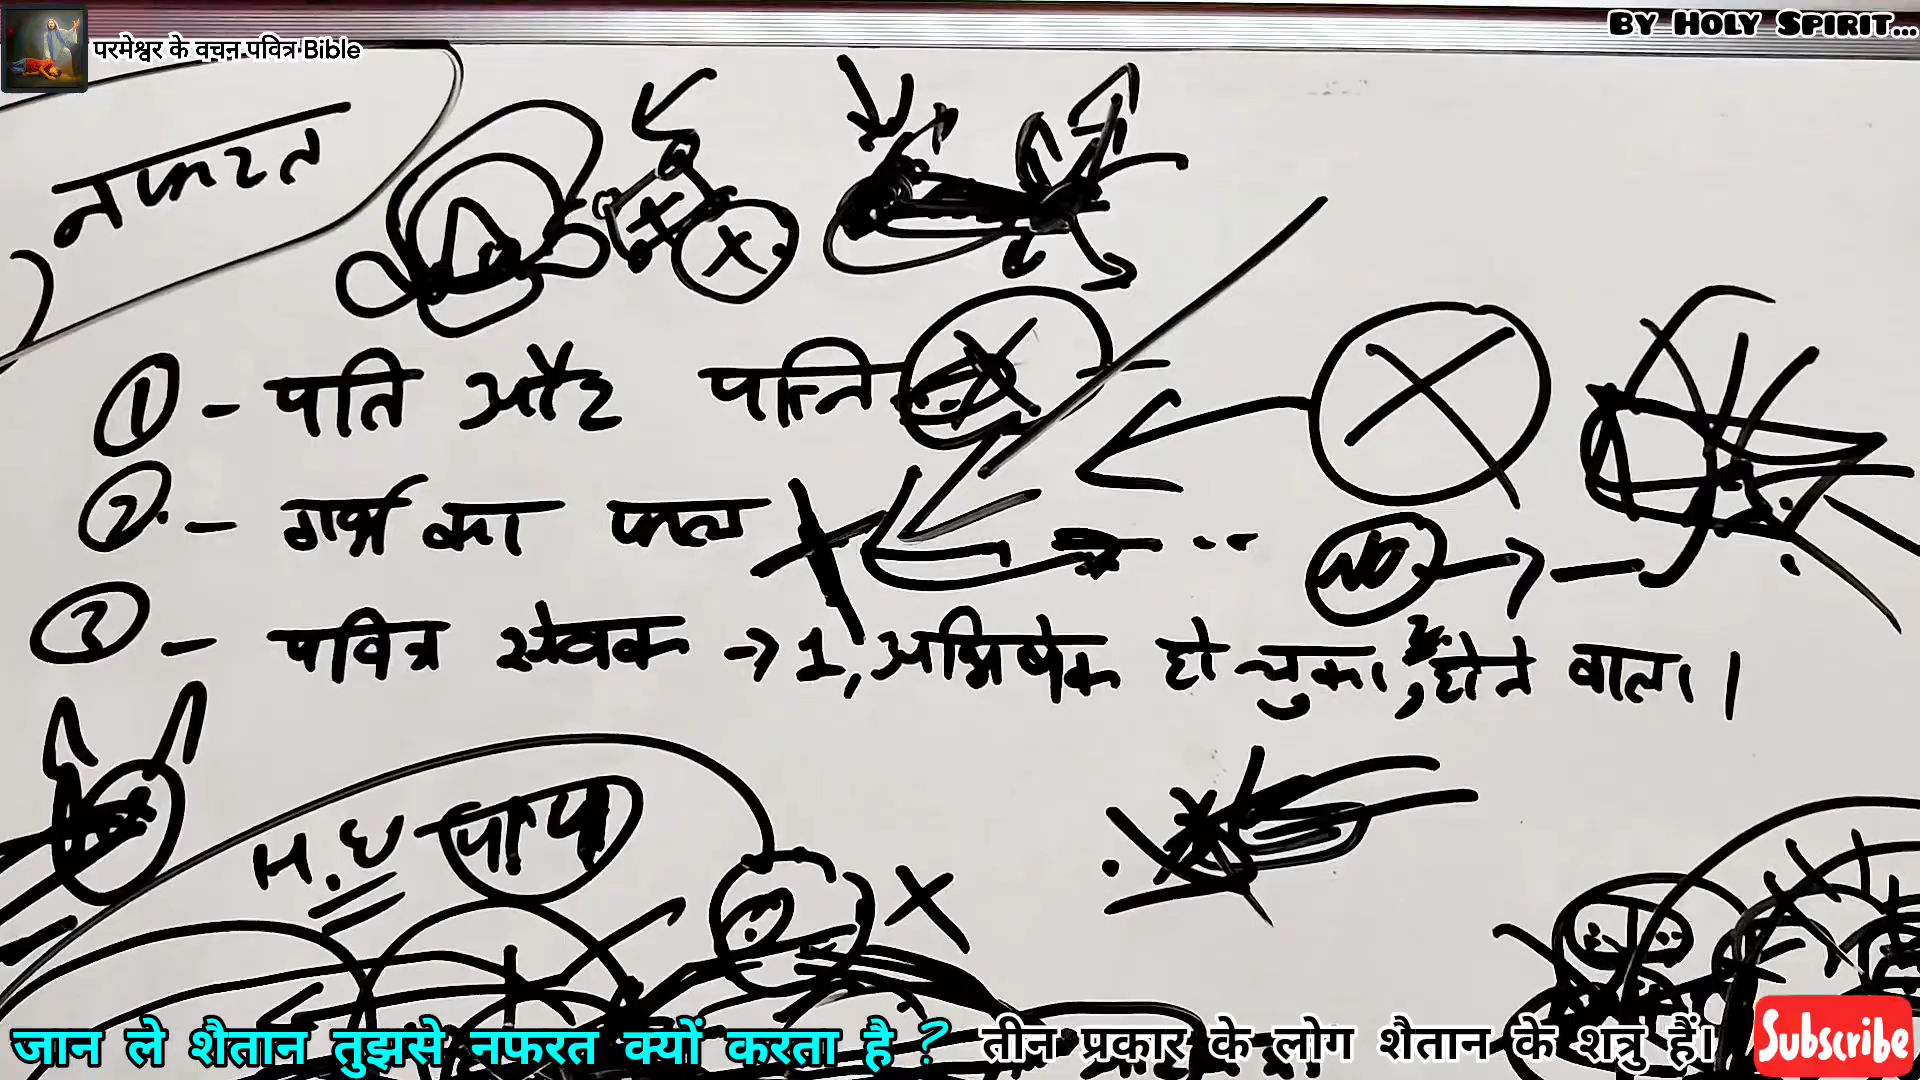 BY HOLY SPIRIT...
परमेश्वर के वचन पवित्र Bible
नफरत
① - पति और पत्नि
② - गर्भ का फल
③ - पवित्र सेवक → 1, अभिषेक हो चुका, 2, होने वाला।
NO
म.ध पाप
जान ले शैतान तुझसे नफरत क्यों करता है ? तीन प्रकार के लोग शैतान के शत्रु हैं।
Subscribe